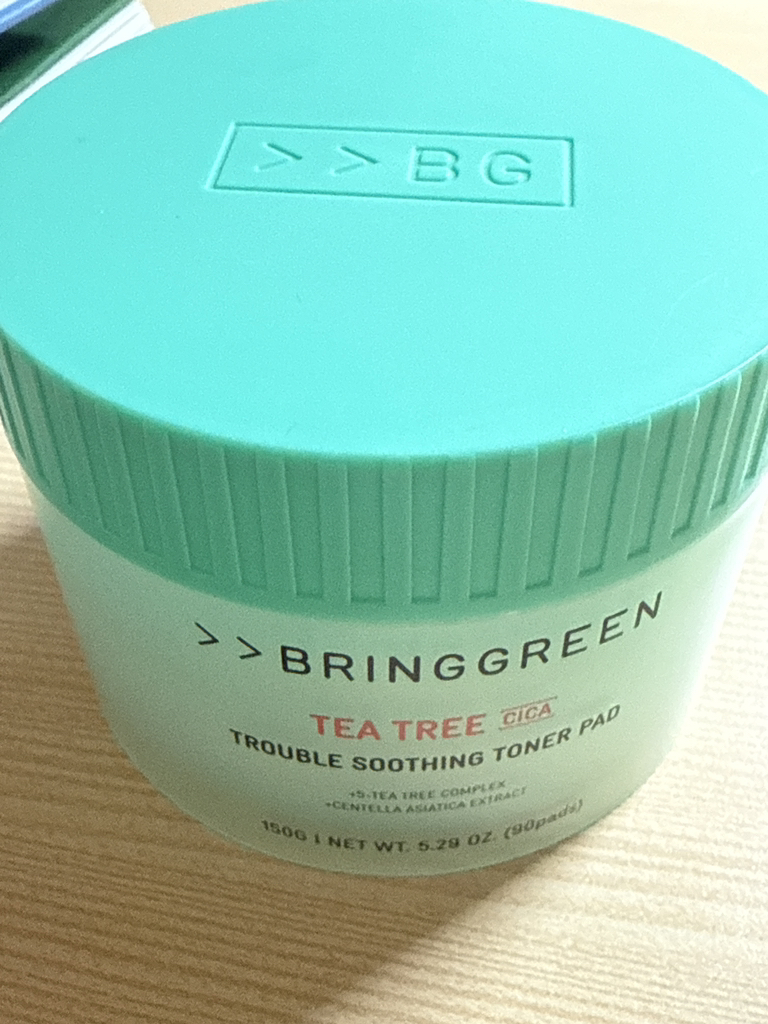 >>BG
>>BRINGGREEN
TEA TREE CICA
TROUBLE SOOTHING TONER PAD
+5-TEA TREE COMPLEX
+CENTELLA ASIATICA EXTRACT
150G | NET WT. 5.29 OZ. (90pads)